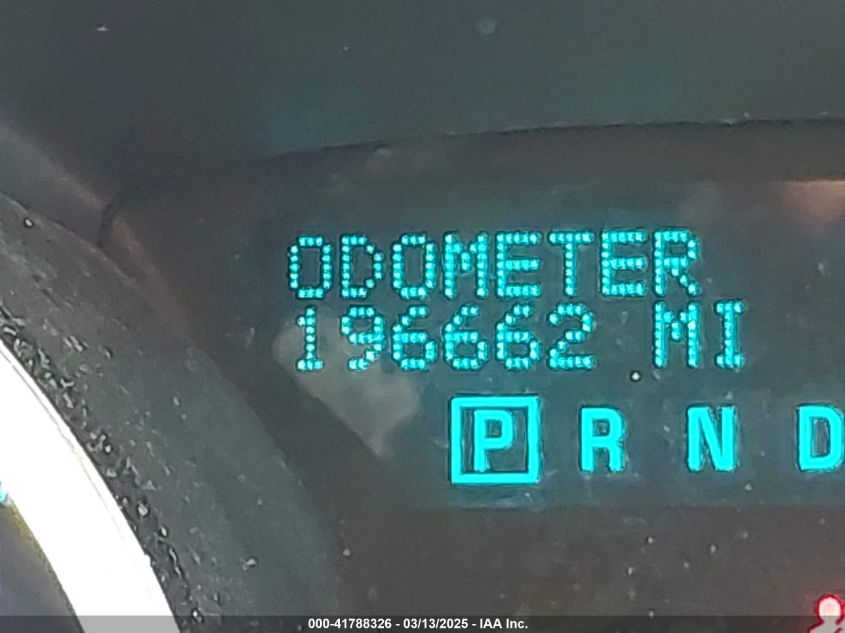 ODOMETER
196662 MI
P R N D
000-41788326 - 03/13/2025 - IAA Inc.